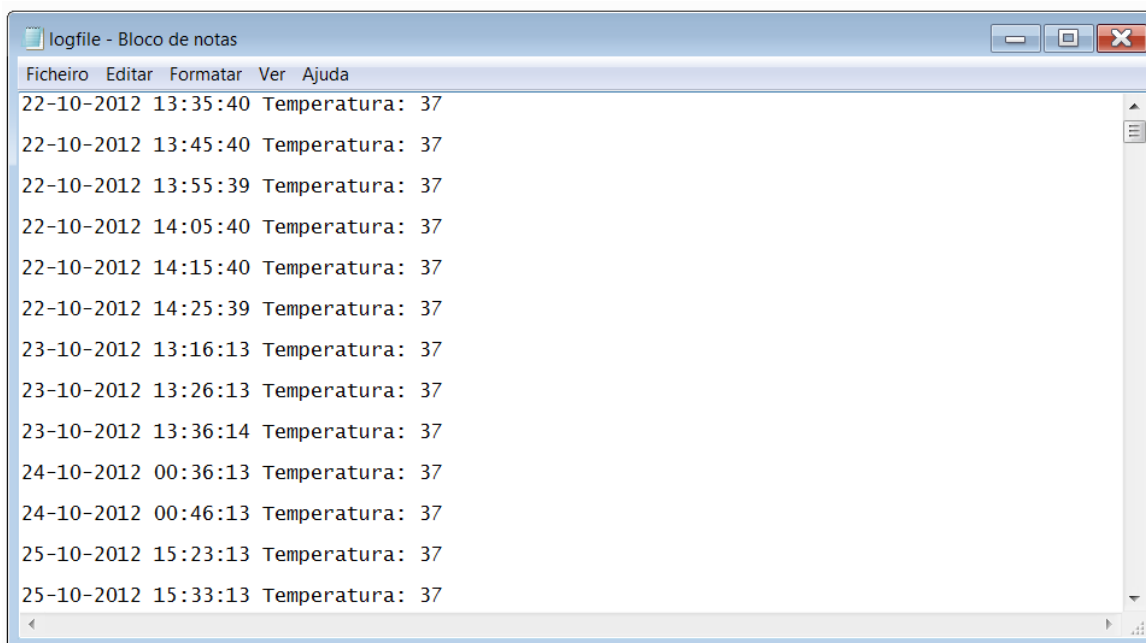 logfile - Bloco de notas
Ficheiro Editar Formatar Ver Ajuda
22-10-2012 13:35:40 Temperatura: 37
22-10-2012 13:45:40 Temperatura: 37
22-10-2012 13:55:39 Temperatura: 37
22-10-2012 14:05:40 Temperatura: 37
22-10-2012 14:15:40 Temperatura: 37
22-10-2012 14:25:39 Temperatura: 37
23-10-2012 13:16:13 Temperatura: 37
23-10-2012 13:26:13 Temperatura: 37
23-10-2012 13:36:14 Temperatura: 37
24-10-2012 00:36:13 Temperatura: 37
24-10-2012 00:46:13 Temperatura: 37
25-10-2012 15:23:13 Temperatura: 37
25-10-2012 15:33:13 Temperatura: 37